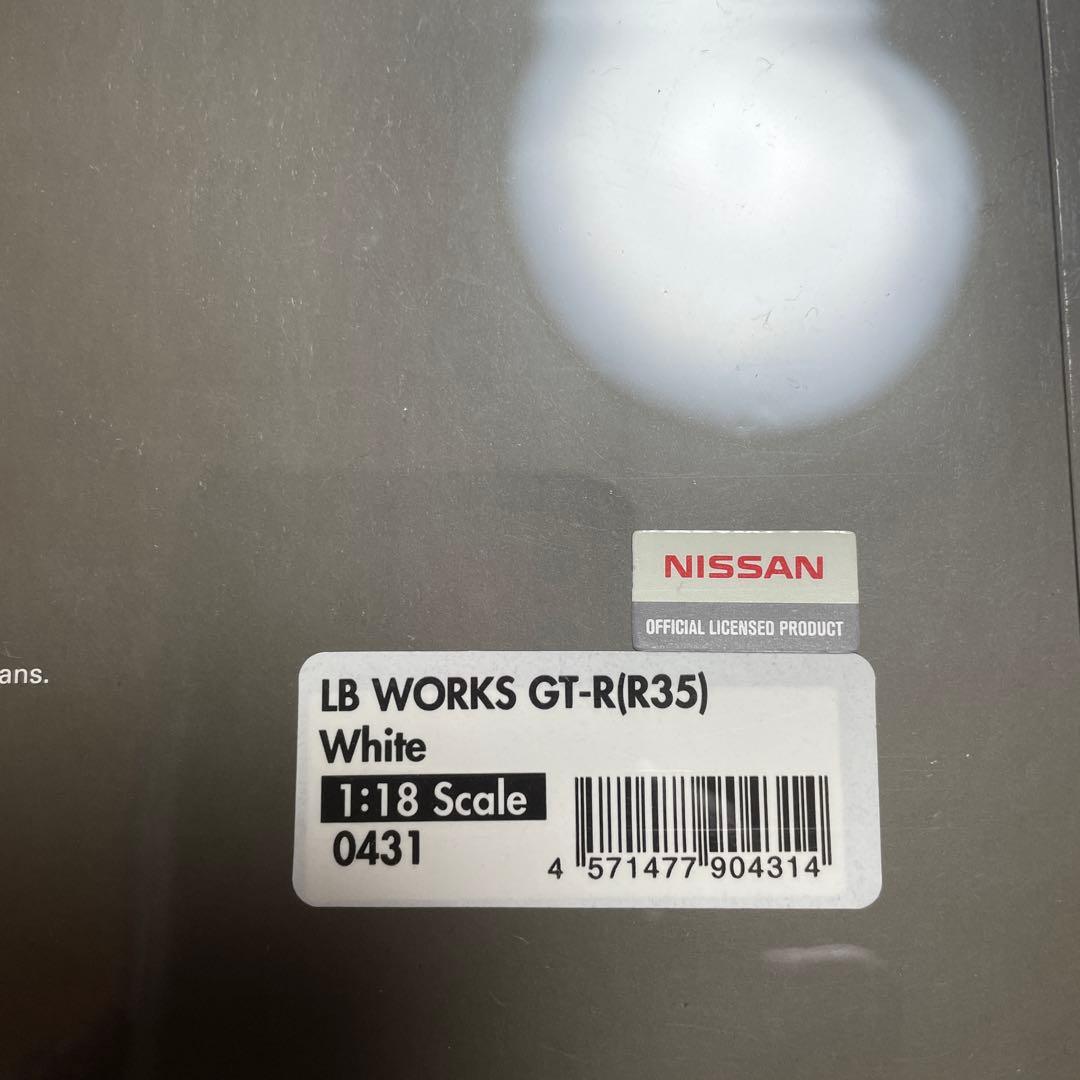 NISSAN
OFFICIAL LICENSED PRODUCT
ans.
LB WORKS GT-R(R35)
White
1:18 Scale
0431
4 571477 904314